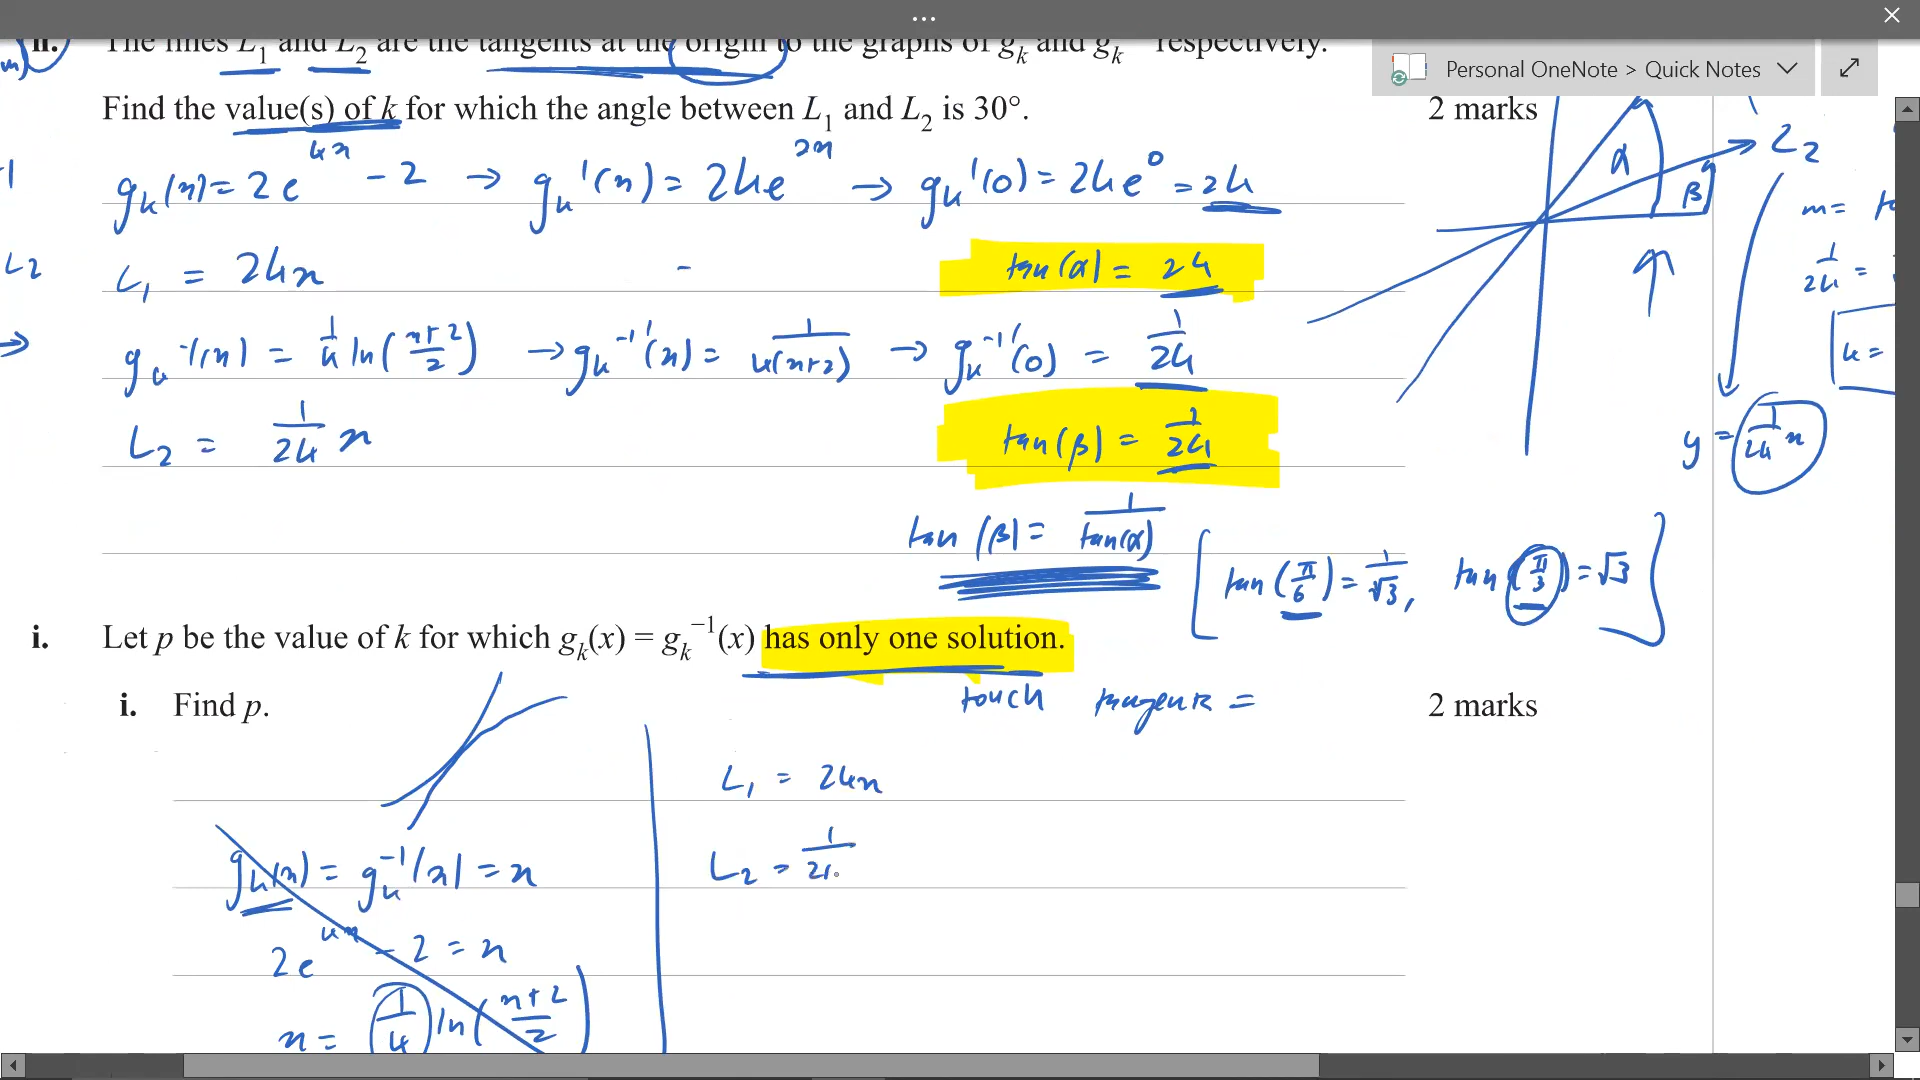 ...
Personal OneNote > Quick Notes
ii. The lines L₁ and L₂ are the tangents at the origin to the graphs of gₖ and gₖ respectively.
Find the value(s) of k for which the angle between L₁ and L₂ is 30°.
2 marks
gₖ(x) = 2e^(kx) - 2 → gₖ'(x) = 2ke^(kx) → gₖ'(0) = 2ke⁰ = 2k
L₁ = 2kx
tan(α) = 2k
gₖ⁻¹(x) = 1/k ln((x+2)/2) → gₖ⁻¹'(x) = 1/(k(x+2)) → gₖ⁻¹'(0) = 1/2k
L₂ = 1/2k x
tan(β) = 1/2k
tan(β) = 1/tan(α)
[tan(π/6) = 1/√3, tan(π/3) = √3]
α
β
L₂
m =
1/2k =
k =
y = 1/2k x
L₂
i. Let p be the value of k for which gₖ(x) = gₖ⁻¹(x) has only one solution.
touch tangent =
i. Find p.
2 marks
L₁ = 2kx
L₂ = 1/2k
gₖ(x) = gₖ⁻¹(x) = x
2e^(kx) - 2 = x
x = 1/k ln((x+2)/2)